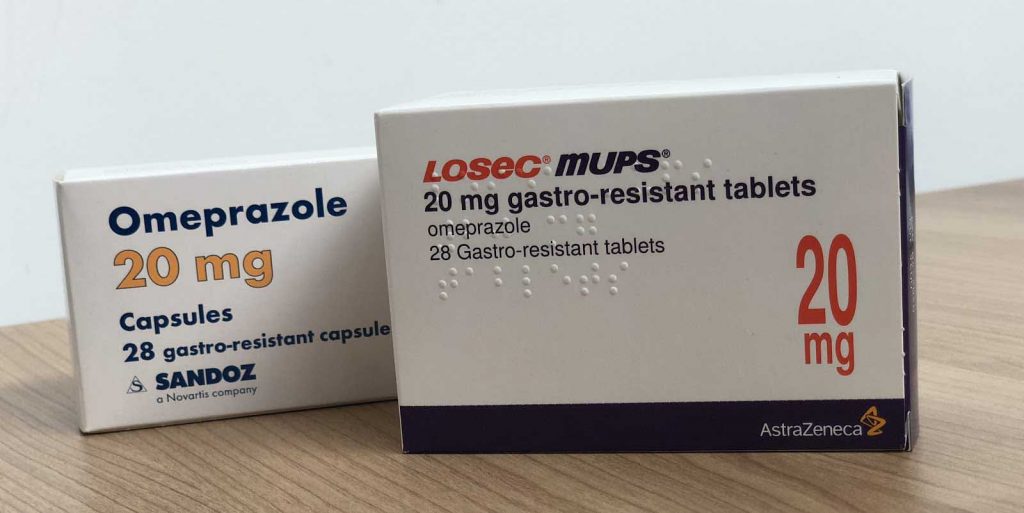 Omeprazole
20 mg
Capsules
28 gastro-resistant capsule
SANDOZ
a Novartis company
LOSEC® MUPS®
20 mg gastro-resistant tablets
omeprazole
28 Gastro-resistant tablets
20
mg
AstraZeneca